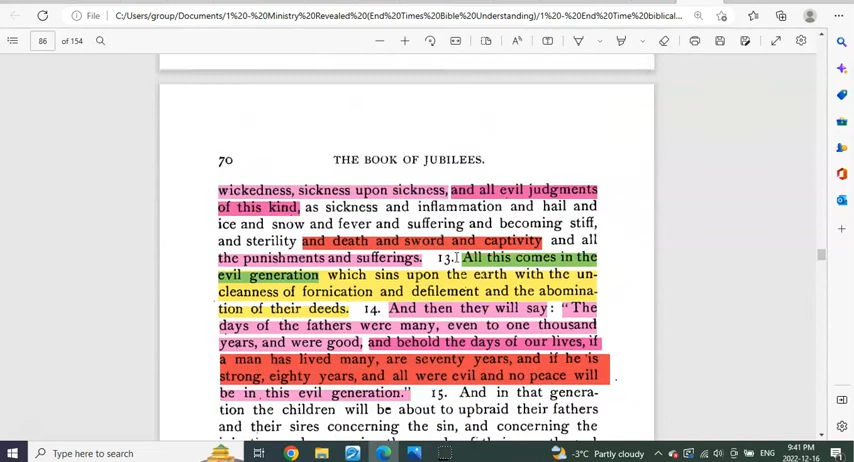 File
C:/Users/group/Documents/1%20-%20Ministry%20Revealed(End%20Times%20Bible%20Understanding)/1%20-%20End%20Time%20biblical...
86 of 154
70 THE BOOK OF JUBILEES.
wickedness, sickness upon sickness, and all evil judgments
of this kind, as sickness and inflammation and hail and
ice and snow and fever and suffering and becoming stiff,
and sterility and death and sword and captivity and all
the punishments and sufferings. 13. All this comes in the
evil generation which sins upon the earth with the un-
cleanness of fornication and defilement and the abomina-
tion of their deeds. 14. And then they will say: "The
days of the fathers were many, even to one thousand
years, and were good, and behold the days of our lives, if
a man has lived many, are seventy years, and if he is
strong, eighty years, and all were evil and no peace will
be in this evil generation." 15. And in that genera-
tion the children will be about to upbraid their fathers
and their sires concerning the sin, and concerning the
Type here to search
-3°C Partly cloudy
ENG
9:41 PM
2022-12-16